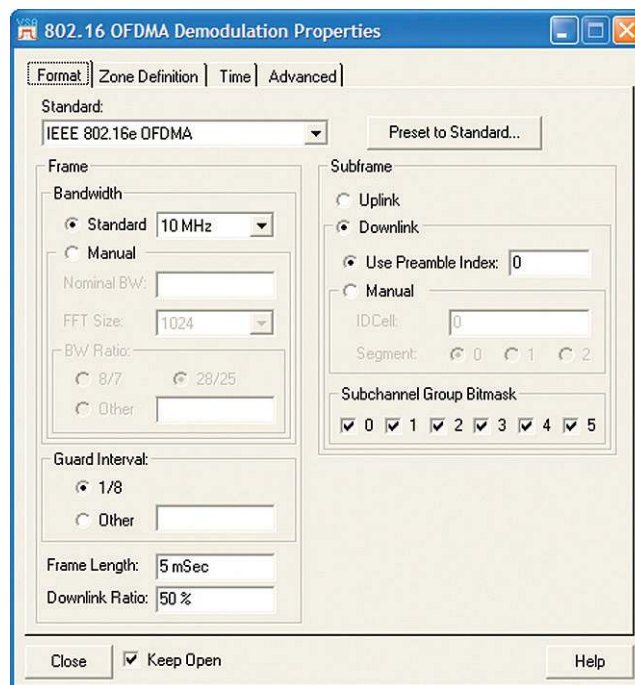 VSA
802.16 OFDMA Demodulation Properties
Format Zone Definition Time Advanced
Standard:
IEEE 802.16e OFDMA
Preset to Standard...
Frame
Bandwidth
Standard 10 MHz
Manual
Nominal BW:
FFT Size: 1024
BW Ratio:
8/7 28/25
Other
Guard Interval:
1/8
Other
Frame Length: 5 mSec
Downlink Ratio: 50 %
Subframe
Uplink
Downlink
Use Preamble Index: 0
Manual
IDCell: 0
Segment: 0 1 2
Subchannel Group Bitmask
0 1 2 3 4 5
Close Keep Open Help